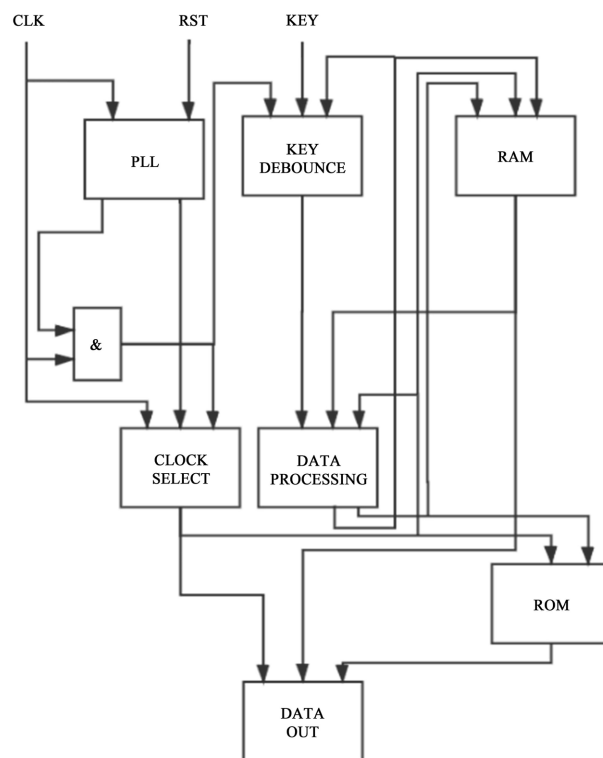 CLK
RST
KEY
PLL
KEY
DEBOUNCE
RAM
&
CLOCK
SELECT
DATA
PROCESSING
ROM
DATA
OUT